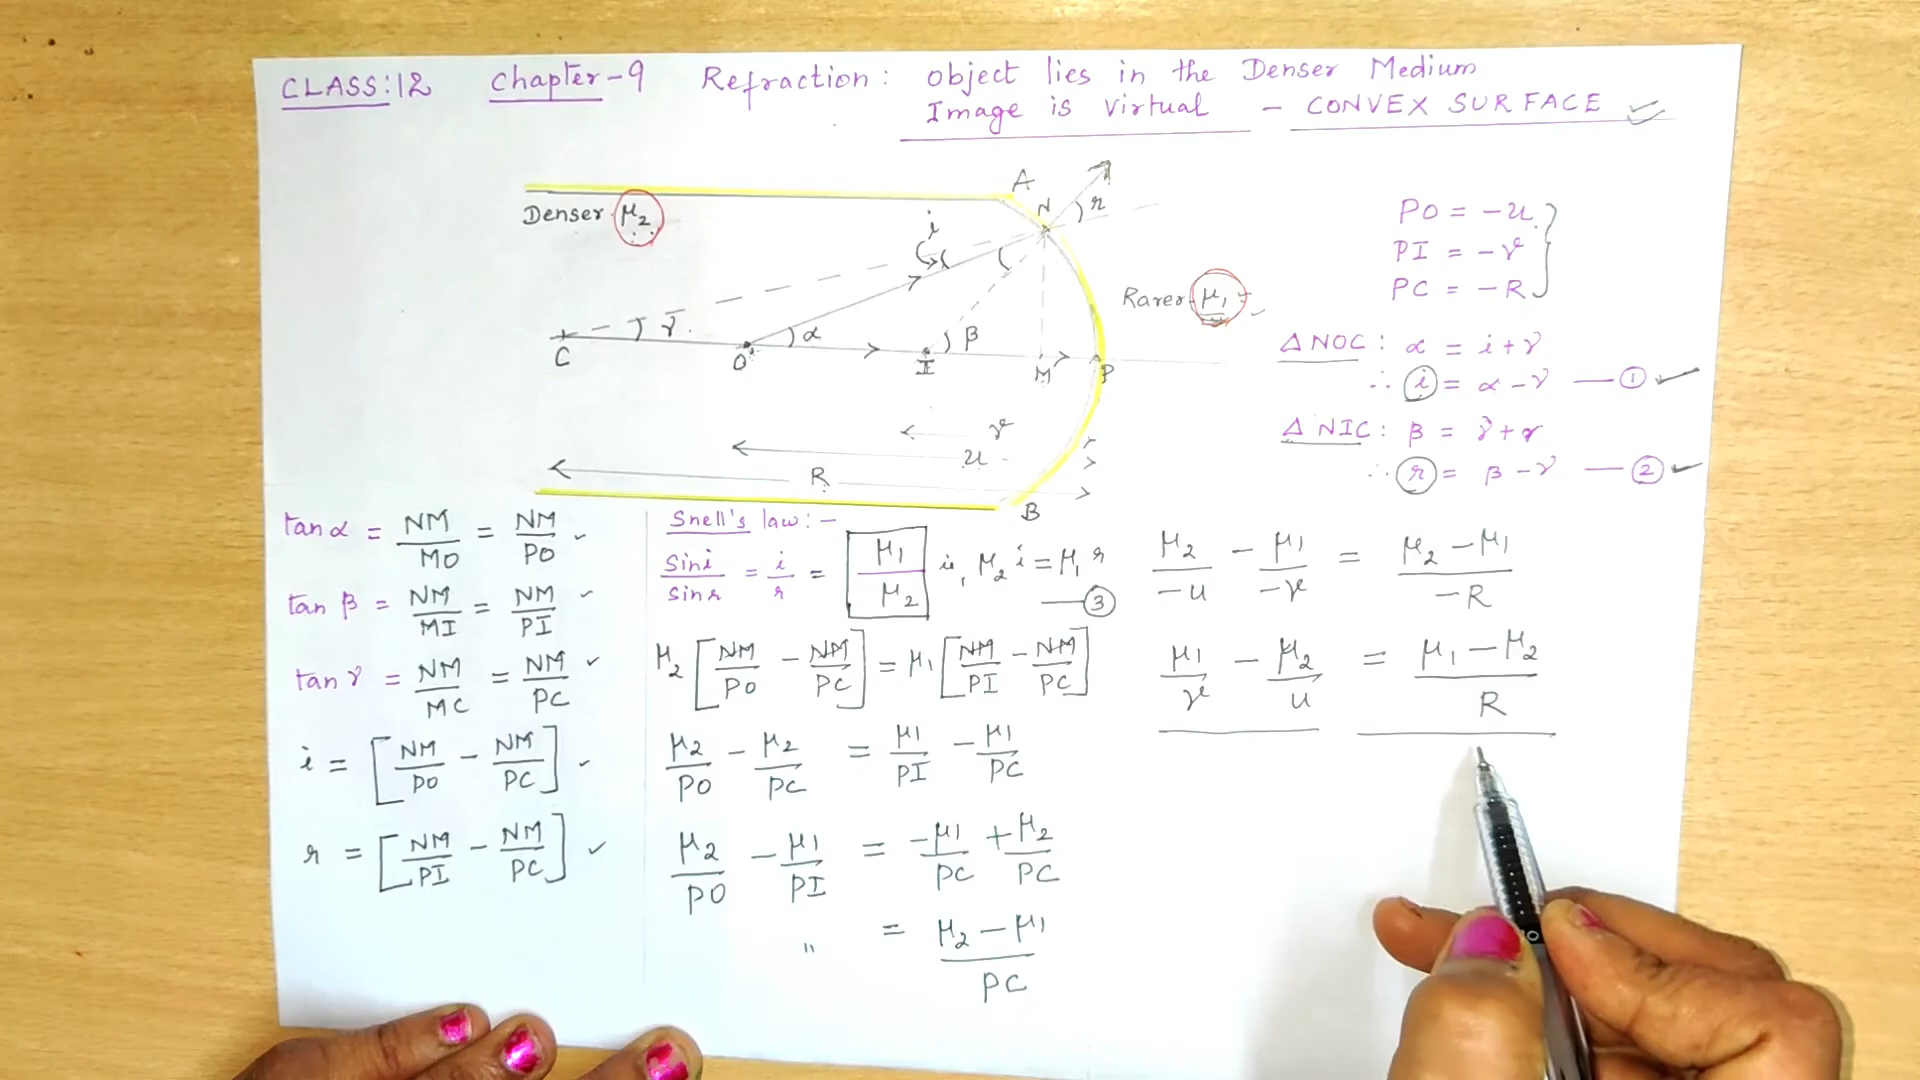 CLASS:12 Chapter-9 Refraction: object lies in the Denser Medium
Image is virtual - CONVEX SURFACE
Denser μ₂
A
N
r
i
Rarer μ₁
C
γ
O
α
I
β
M
P
v
u
R
B
PO = -u
PI = -v
PC = -R
Δ NOC: α = i+γ
∴ i = α - γ — ①
Δ NIC: β = γ+r
∴ r = β - γ — ②
tan α = NM/MO = NM/PO
tan β = NM/MI = NM/PI
tan γ = NM/MC = NM/PC
i = [NM/PO - NM/PC]
r = [NM/PI - NM/PC]
Snell's law:-
Sin i/Sin r = i/r = μ₁/μ₂ ie, μ₂ i = μ₁ r
— ③
μ₂ [NM/PO - NM/PC] = μ₁ [NM/PI - NM/PC]
μ₂/PO - μ₂/PC = μ₁/PI - μ₁/PC
μ₂/PO - μ₁/PI = -μ₁/PC + μ₂/PC
" = μ₂ - μ₁/PC
μ₂/-u - μ₁/-v = μ₂ - μ₁/-R
μ₁/v - μ₂/u = μ₁ - μ₂/R